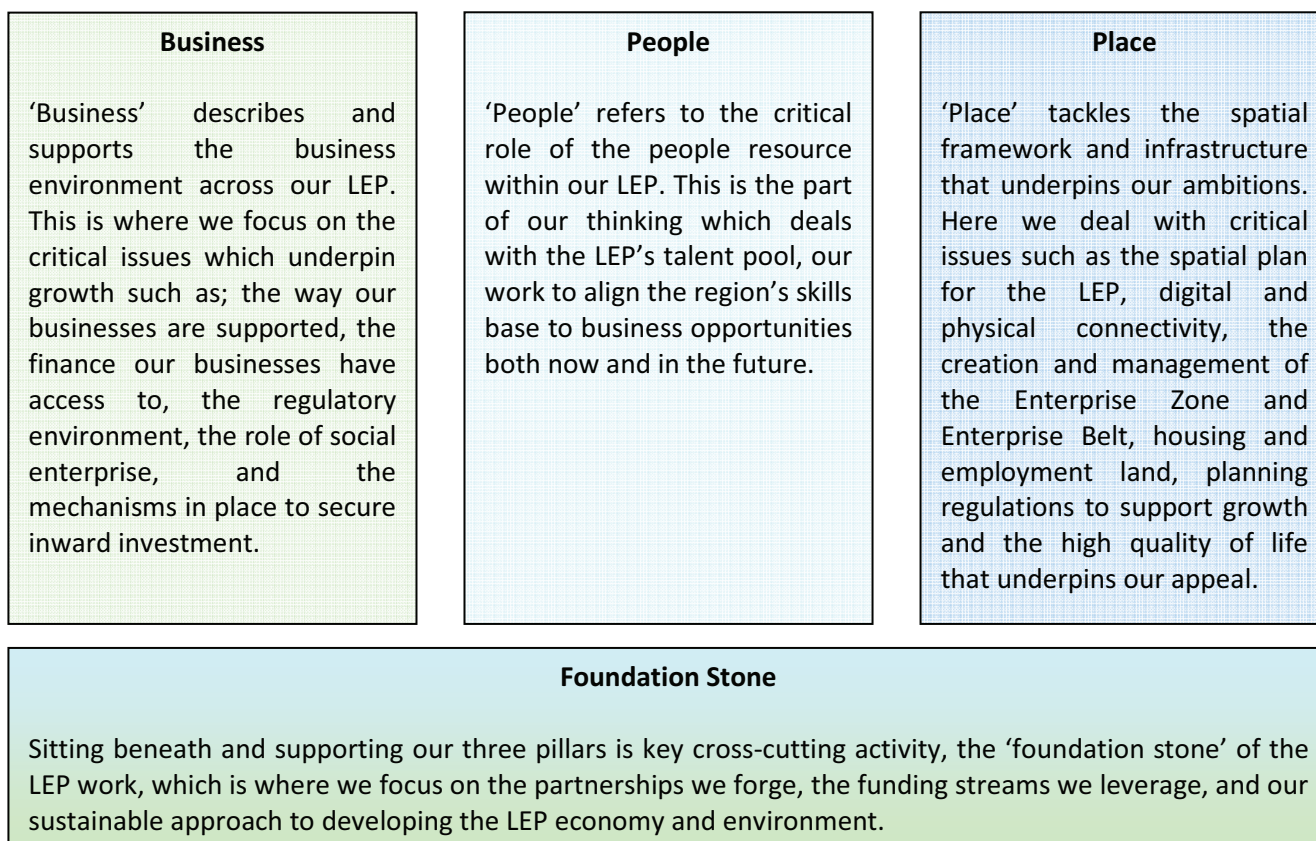 Business
‘Business’ describes and
supports the business
environment across our LEP.
This is where we focus on the
critical issues which underpin
growth such as; the way our
businesses are supported, the
finance our businesses have
access to, the regulatory
environment, the role of social
enterprise, and the
mechanisms in place to secure
inward investment.
People
‘People’ refers to the critical
role of the people resource
within our LEP. This is the part
of our thinking which deals
with the LEP’s talent pool, our
work to align the region’s skills
base to business opportunities
both now and in the future.
Place
‘Place’ tackles the spatial
framework and infrastructure
that underpins our ambitions.
Here we deal with critical
issues such as the spatial plan
for the LEP, digital and
physical connectivity, the
creation and management of
the Enterprise Zone and
Enterprise Belt, housing and
employment land, planning
regulations to support growth
and the high quality of life
that underpins our appeal.
Foundation Stone
Sitting beneath and supporting our three pillars is key cross-cutting activity, the ‘foundation stone’ of the
LEP work, which is where we focus on the partnerships we forge, the funding streams we leverage, and our
sustainable approach to developing the LEP economy and environment.